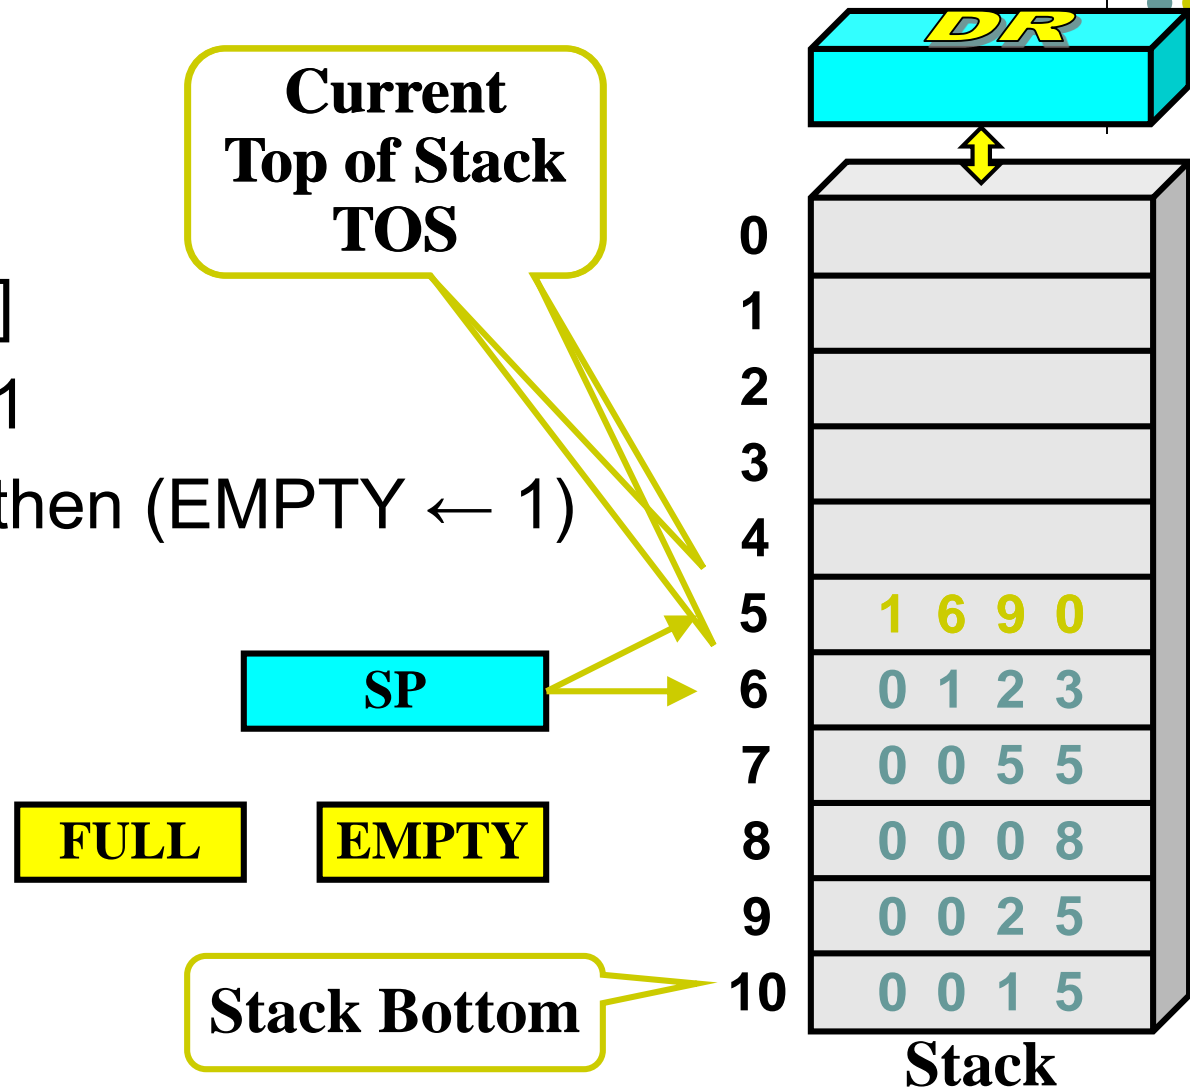 DR
Current
Top of Stack
TOS
0
1
]
1
2
3
then (EMPTY ← 1)
4
5 1 6 9 0
SP
6 0 1 2 3
7 0 0 5 5
FULL EMPTY
8 0 0 0 8
9 0 0 2 5
Stack Bottom
10 0 0 1 5
Stack